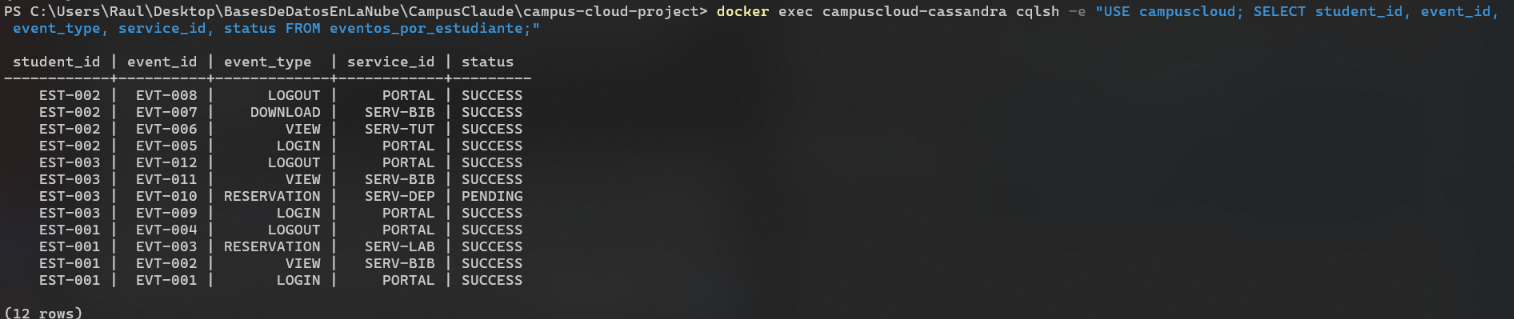 PS C:\Users\Raul\Desktop\BasesDeDatosEnLaNube\CampusClaude\campus-cloud-project> docker exec campuscloud-cassandra cqlsh -e "USE campuscloud; SELECT student_id, event_id,
event_type, service_id, status FROM eventos_por_estudiante;"
student_id | event_id | event_type | service_id | status
------------+----------+-------------+------------+---------
EST-002 | EVT-008 | LOGOUT | PORTAL | SUCCESS
EST-002 | EVT-007 | DOWNLOAD | SERV-BIB | SUCCESS
EST-002 | EVT-006 | VIEW | SERV-TUT | SUCCESS
EST-002 | EVT-005 | LOGIN | PORTAL | SUCCESS
EST-003 | EVT-012 | LOGOUT | PORTAL | SUCCESS
EST-003 | EVT-011 | VIEW | SERV-BIB | SUCCESS
EST-003 | EVT-010 | RESERVATION | SERV-DEP | PENDING
EST-003 | EVT-009 | LOGIN | PORTAL | SUCCESS
EST-001 | EVT-004 | LOGOUT | PORTAL | SUCCESS
EST-001 | EVT-003 | RESERVATION | SERV-LAB | SUCCESS
EST-001 | EVT-002 | VIEW | SERV-BIB | SUCCESS
EST-001 | EVT-001 | LOGIN | PORTAL | SUCCESS
(12 rows)